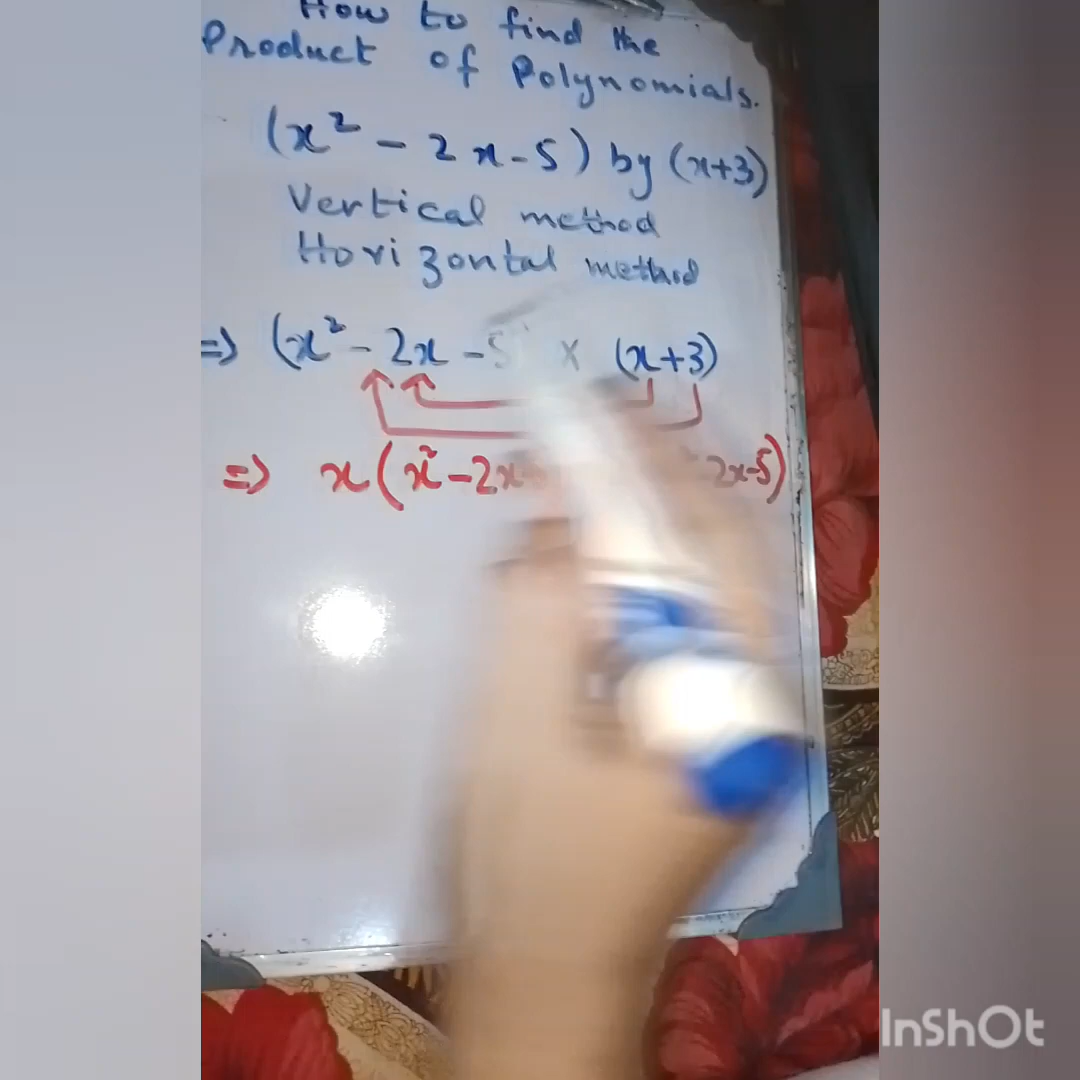 How to find the
Product of Polynomials.
(x² - 2x - 5) by (x+3)
Vertical method
Horizontal method
=> (x² - 2x - 5 × (x+3)
=> x(x² - 2x 2x-5)
InShOt